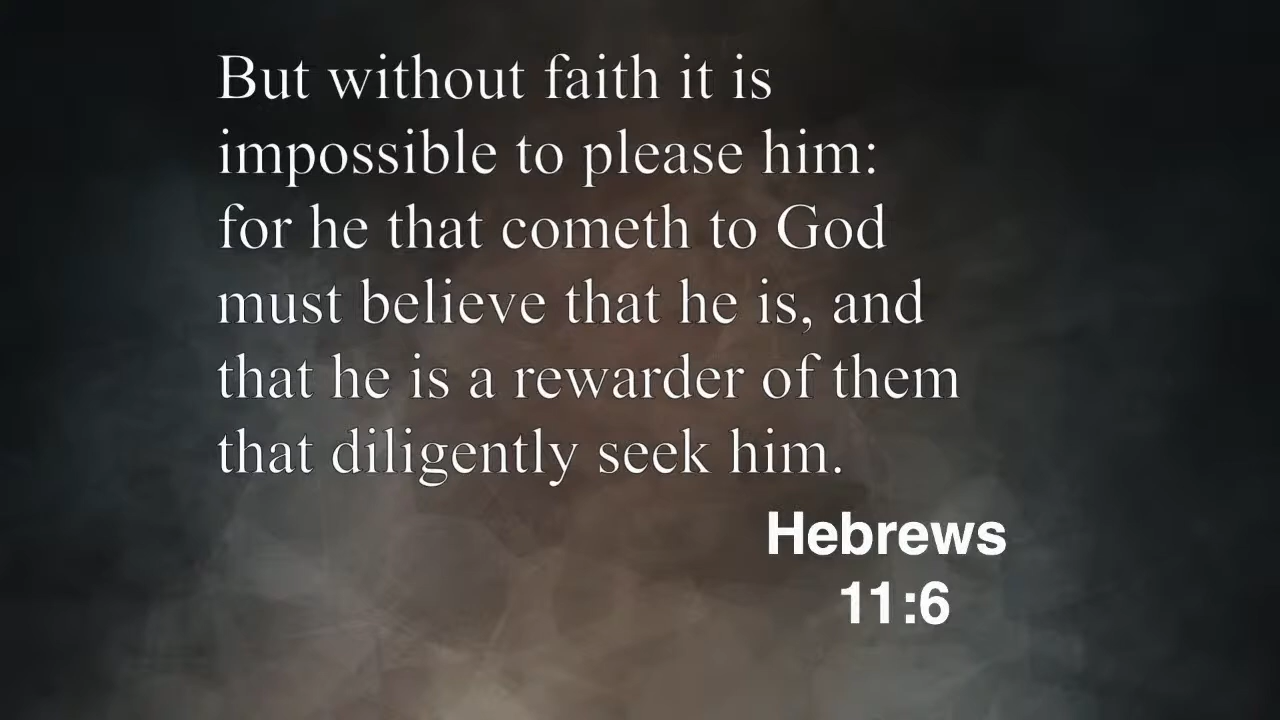 But without faith it is
impossible to please him:
for he that cometh to God
must believe that he is, and
that he is a rewarder of them
that diligently seek him.
Hebrews
11:6